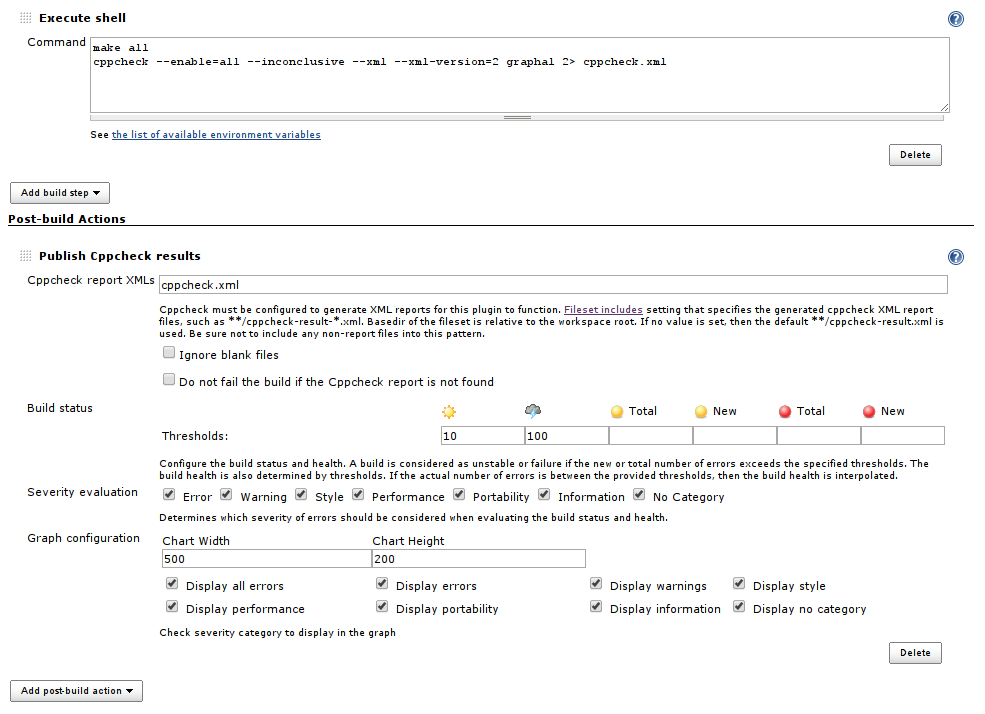 Execute shell
Command
make all
cppcheck --enable=all --inconclusive --xml --xml-version=2 graphal 2> cppcheck.xml
See the list of available environment variables
Delete
Add build step
Post-build Actions
Publish Cppcheck results
Cppcheck report XMLs
cppcheck.xml
Cppcheck must be configured to generate XML reports for this plugin to function. Fileset includes setting that specifies the generated cppcheck XML report
files, such as **/cppcheck-result-*.xml. Basedir of the fileset is relative to the workspace root. If no value is set, then the default **/cppcheck-result.xml is
used. Be sure not to include any non-report files into this pattern.
Ignore blank files
Do not fail the build if the Cppcheck report is not found
Build status
Total New Total New
Thresholds: 10 100
Configure the build status and health. A build is considered as unstable or failure if the new or total number of errors exceeds the specified thresholds. The
build health is also determined by thresholds. If the actual number of errors is between the provided thresholds, then the build health is interpolated.
Severity evaluation Error Warning Style Performance Portability Information No Category
Determines which severity of errors should be considered when evaluating the build status and health.
Graph configuration Chart Width Chart Height
500 200
Display all errors Display errors Display warnings Display style
Display performance Display portability Display information Display no category
Check severity category to display in the graph
Delete
Add post-build action